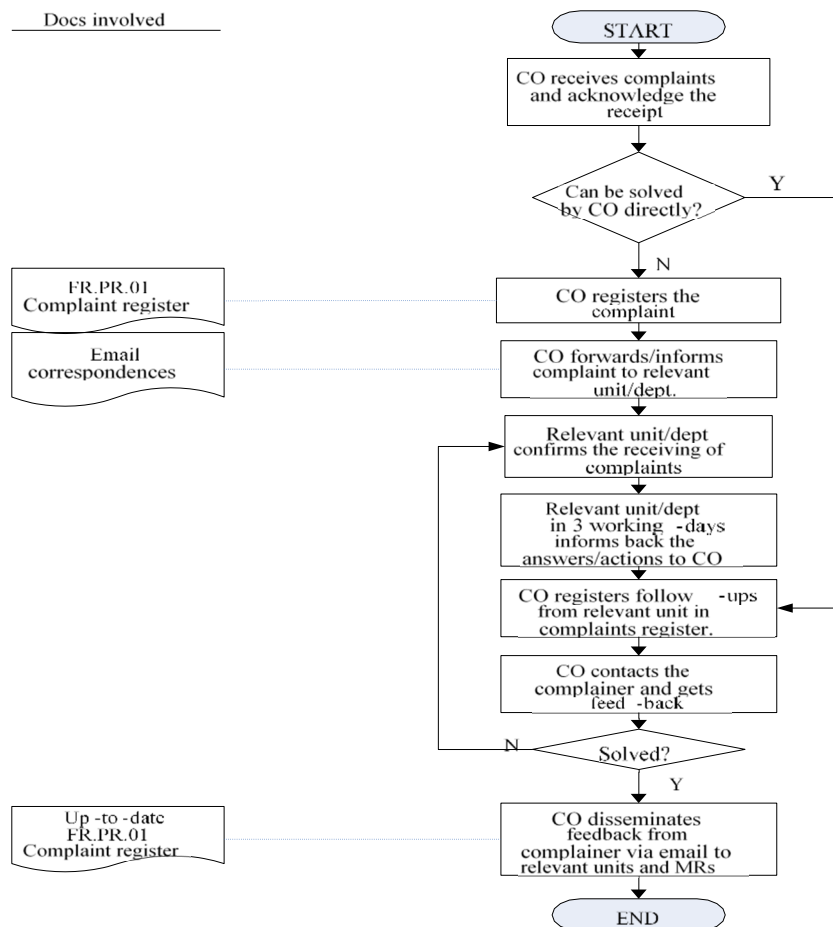 Docs involved
START
CO receives complaints
and acknowledge the
receipt
Can be solved
by CO directly?
Y
N
FR.PR.01
Complaint register
CO registers the
complaint
Email
correspondences
CO forwards/informs
complaint to relevant
unit/dept.
Relevant unit/dept
confirms the receiving of
complaints
Relevant unit/dept
in 3 working -days
informs back the
answers/actions to CO
CO registers follow -ups
from relevant unit in
complaints register.
CO contacts the
complainer and gets
feed -back
Solved?
N
Y
Up -to -date
FR.PR.01
Complaint register
CO disseminates
feedback from
complainer via email to
relevant units and MRs
END